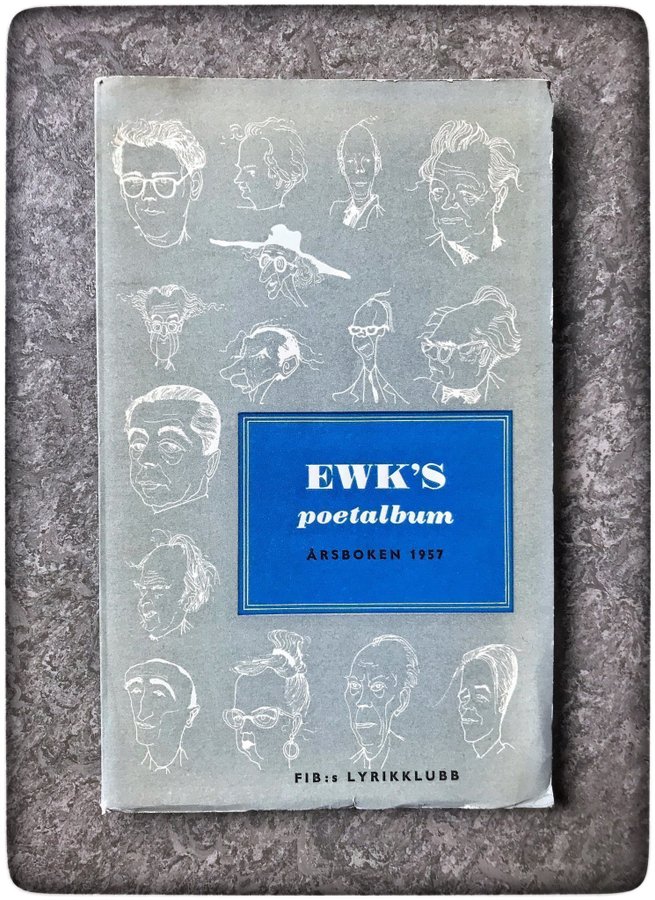 EWK'S
poetalbum
ÅRSBOKEN 1957
FIB:s LYRIKKLUBB